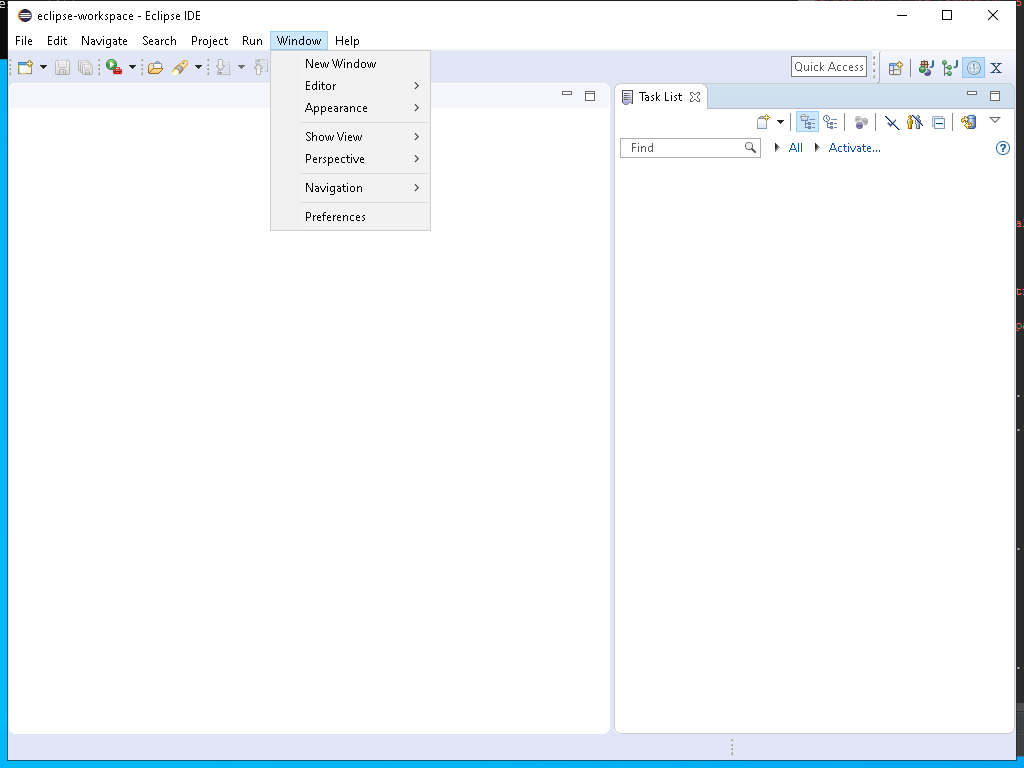 eclipse-workspace - Eclipse IDE
File Edit Navigate Search Project Run Window Help
Quick Access
New Window
Editor
Appearance
Show View
Perspective
Navigation
Preferences
Task List
Find
All
Activate...